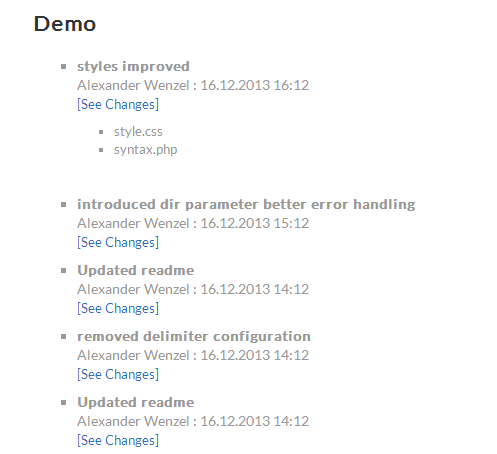 Demo
styles improved
Alexander Wenzel : 16.12.2013 16:12
[See Changes]
style.css
syntax.php
introduced dir parameter better error handling
Alexander Wenzel : 16.12.2013 15:12
[See Changes]
Updated readme
Alexander Wenzel : 16.12.2013 14:12
[See Changes]
removed delimiter configuration
Alexander Wenzel : 16.12.2013 14:12
[See Changes]
Updated readme
Alexander Wenzel : 16.12.2013 14:12
[See Changes]